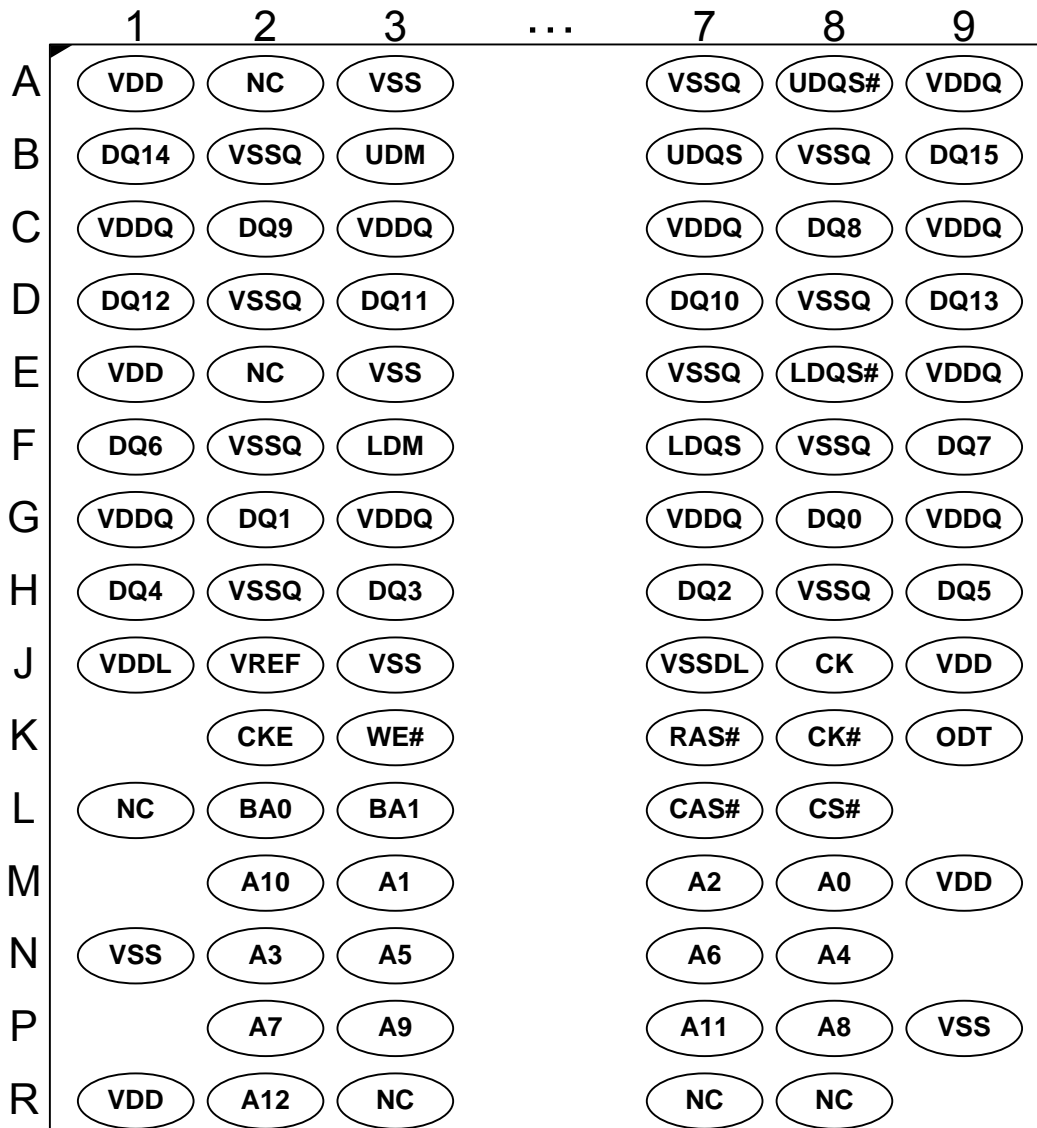 1 2 3 ... 7 8 9
A VDD NC VSS VSSQ UDQS# VDDQ
B DQ14 VSSQ UDM UDQS VSSQ DQ15
C VDDQ DQ9 VDDQ VDDQ DQ8 VDDQ
D DQ12 VSSQ DQ11 DQ10 VSSQ DQ13
E VDD NC VSS VSSQ LDQS# VDDQ
F DQ6 VSSQ LDM LDQS VSSQ DQ7
G VDDQ DQ1 VDDQ VDDQ DQ0 VDDQ
H DQ4 VSSQ DQ3 DQ2 VSSQ DQ5
J VDDL VREF VSS VSSDL CK VDD
K CKE WE# RAS# CK# ODT
L NC BA0 BA1 CAS# CS#
M A10 A1 A2 A0 VDD
N VSS A3 A5 A6 A4
P A7 A9 A11 A8 VSS
R VDD A12 NC NC NC